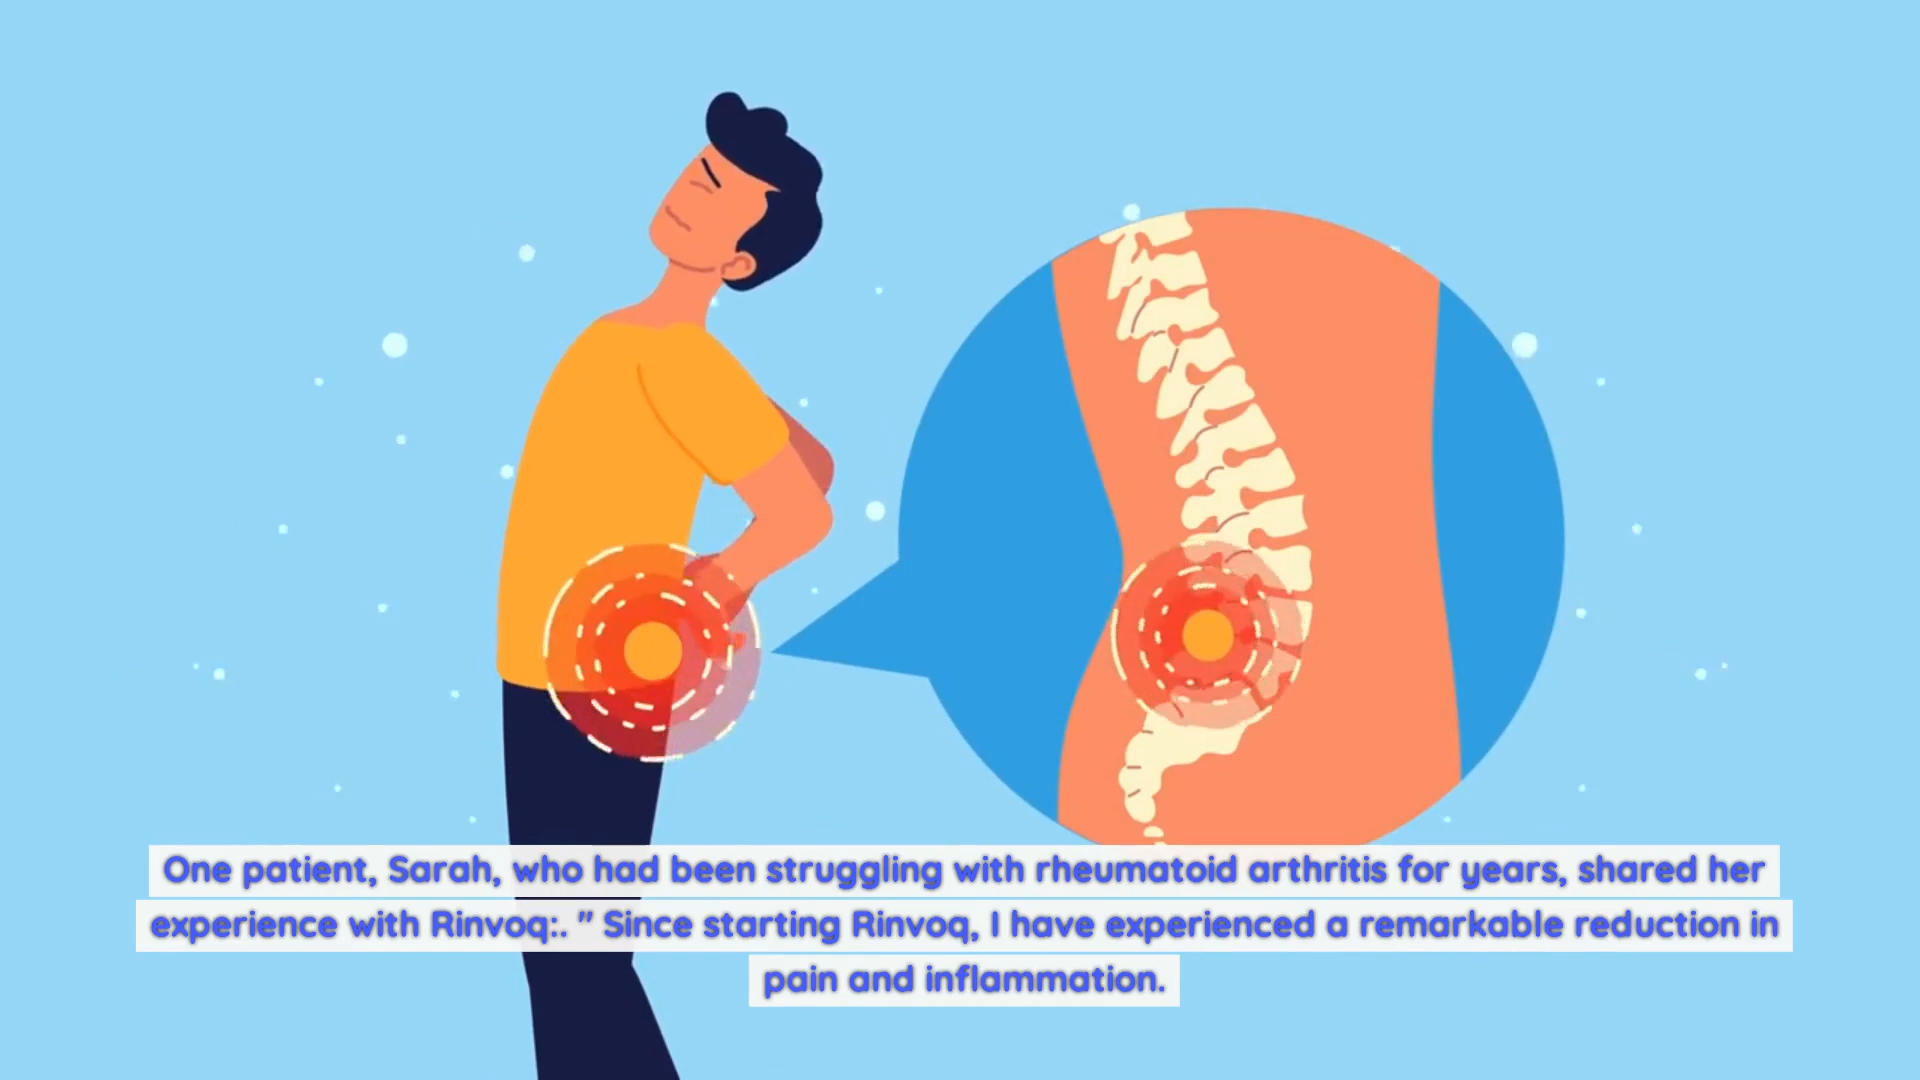 One patient, Sarah, who had been struggling with rheumatoid arthritis for years, shared her
experience with Rinvoq:. " Since starting Rinvoq, I have experienced a remarkable reduction in
pain and inflammation.